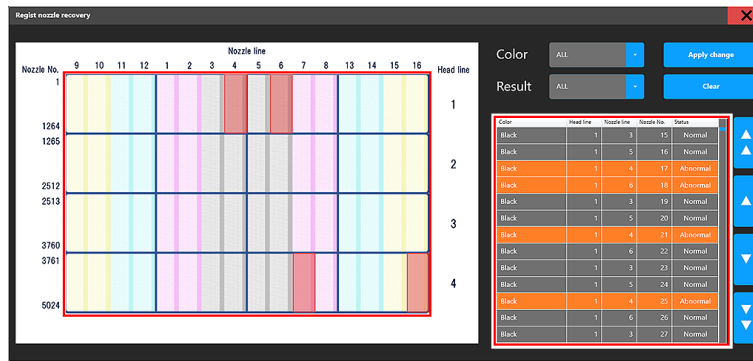 Regist nozzle recovery
Nozzle line
Nozzle No. 9 10 11 12 1 2 3 4 5 6 7 8 13 14 15 16 Head line
1
1264
1
1265
2512
2
2513
3760
3
3761
5024
4
Color ALL Apply change
Result ALL Clear
Color Head line Nozzle line Nozzle No. Status
Black 1 3 15 Normal
Black 1 5 16 Normal
Black 1 4 17 Abnormal
Black 1 6 18 Abnormal
Black 1 3 19 Normal
Black 1 5 20 Normal
Black 1 4 21 Abnormal
Black 1 6 22 Normal
Black 1 3 23 Normal
Black 1 5 24 Normal
Black 1 4 25 Abnormal
Black 1 6 26 Normal
Black 1 3 27 Normal